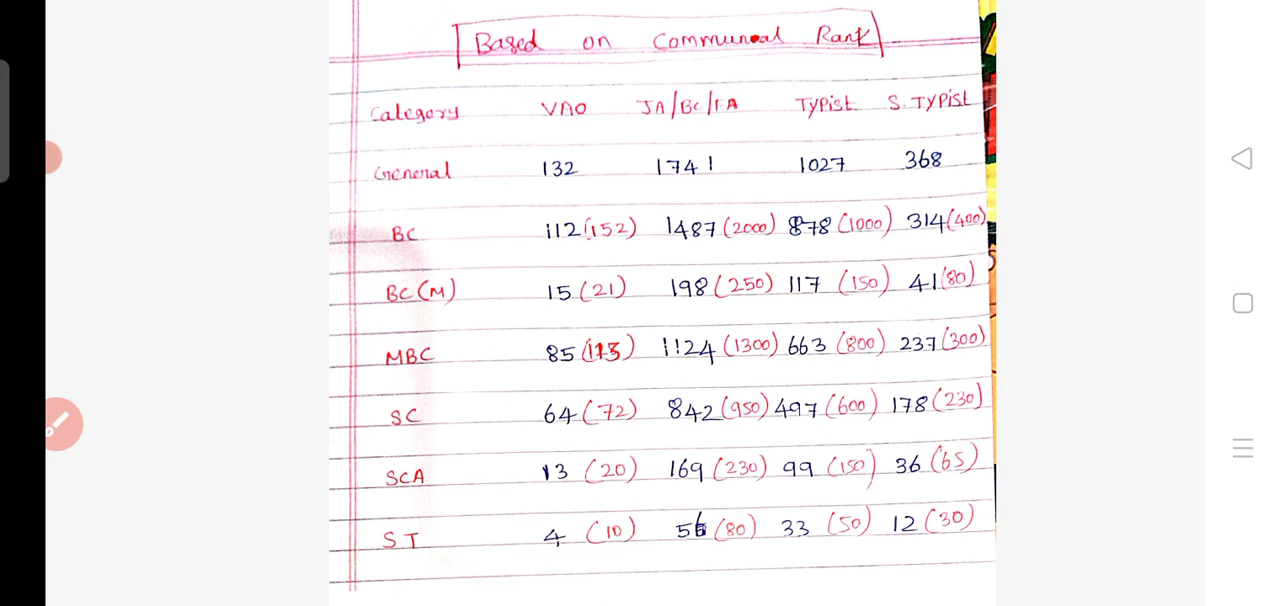 Based on Communal Rank
Category VAO JA/BC/FA Typist S.Typist
General 132 1741 1027 368
BC 112(152) 1487(2000) 878(1000) 314(400)
BC(M) 15(21) 198(250) 117(150) 41(80)
MBC 85(113) 1124(1300) 663(800) 237(300)
SC 64(72) 842(950) 497(600) 178(230)
SCA 13(20) 169(230) 99(150) 36(65)
ST 4(10) 56(80) 33(50) 12(30)